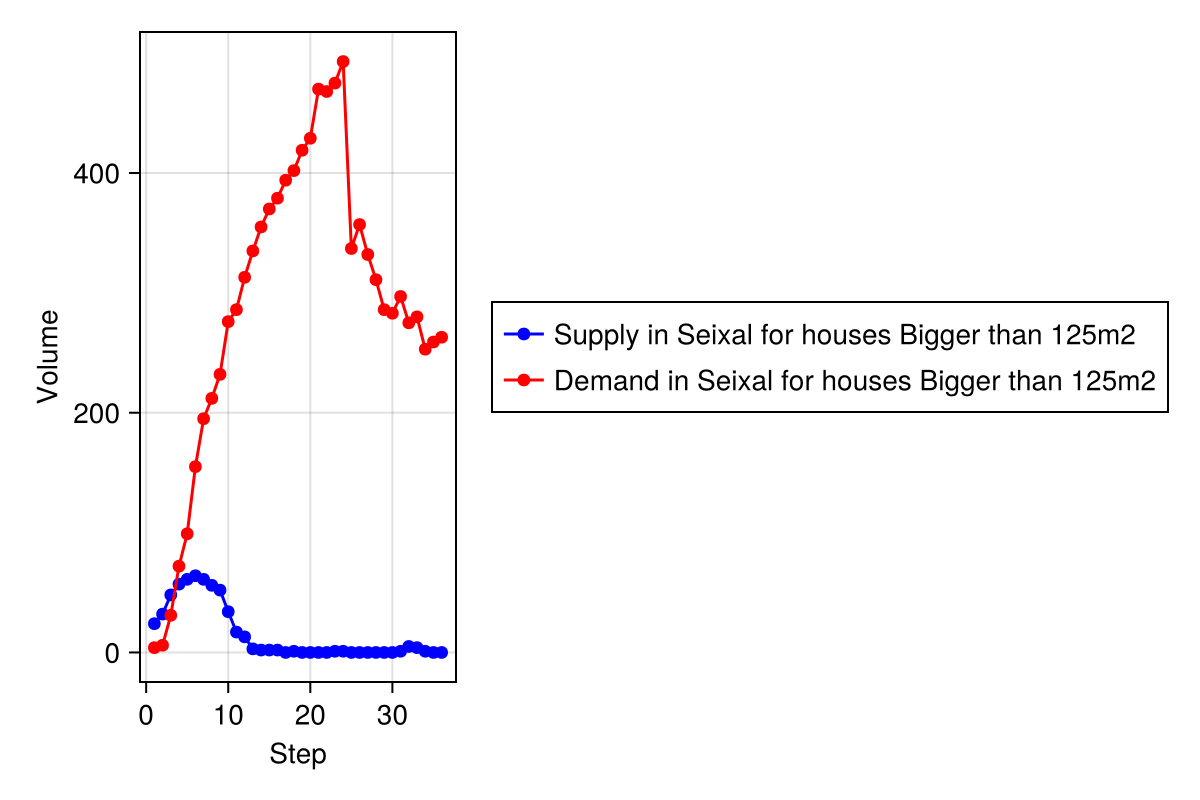 400
200
0
0 10 20 30
Volume
Step
Supply in Seixal for houses Bigger than 125m2
Demand in Seixal for houses Bigger than 125m2